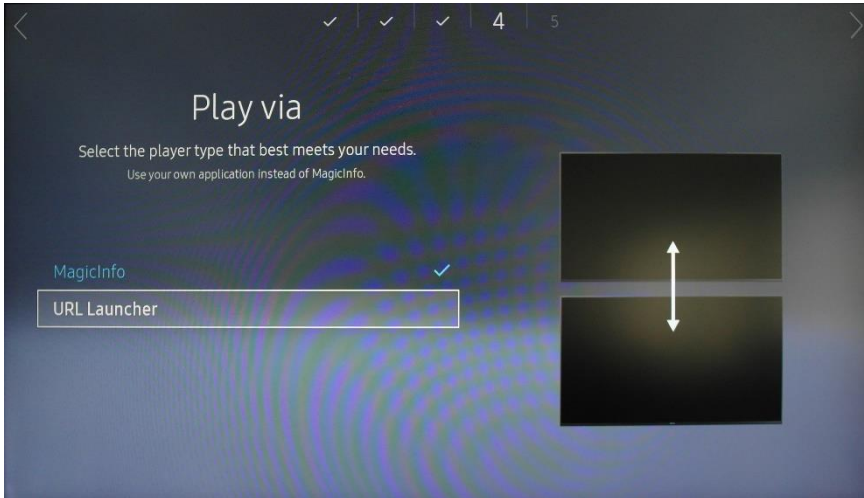 4 5
Play via
Select the player type that best meets your needs.
Use your own application instead of MagicInfo.
MagicInfo
URL Launcher